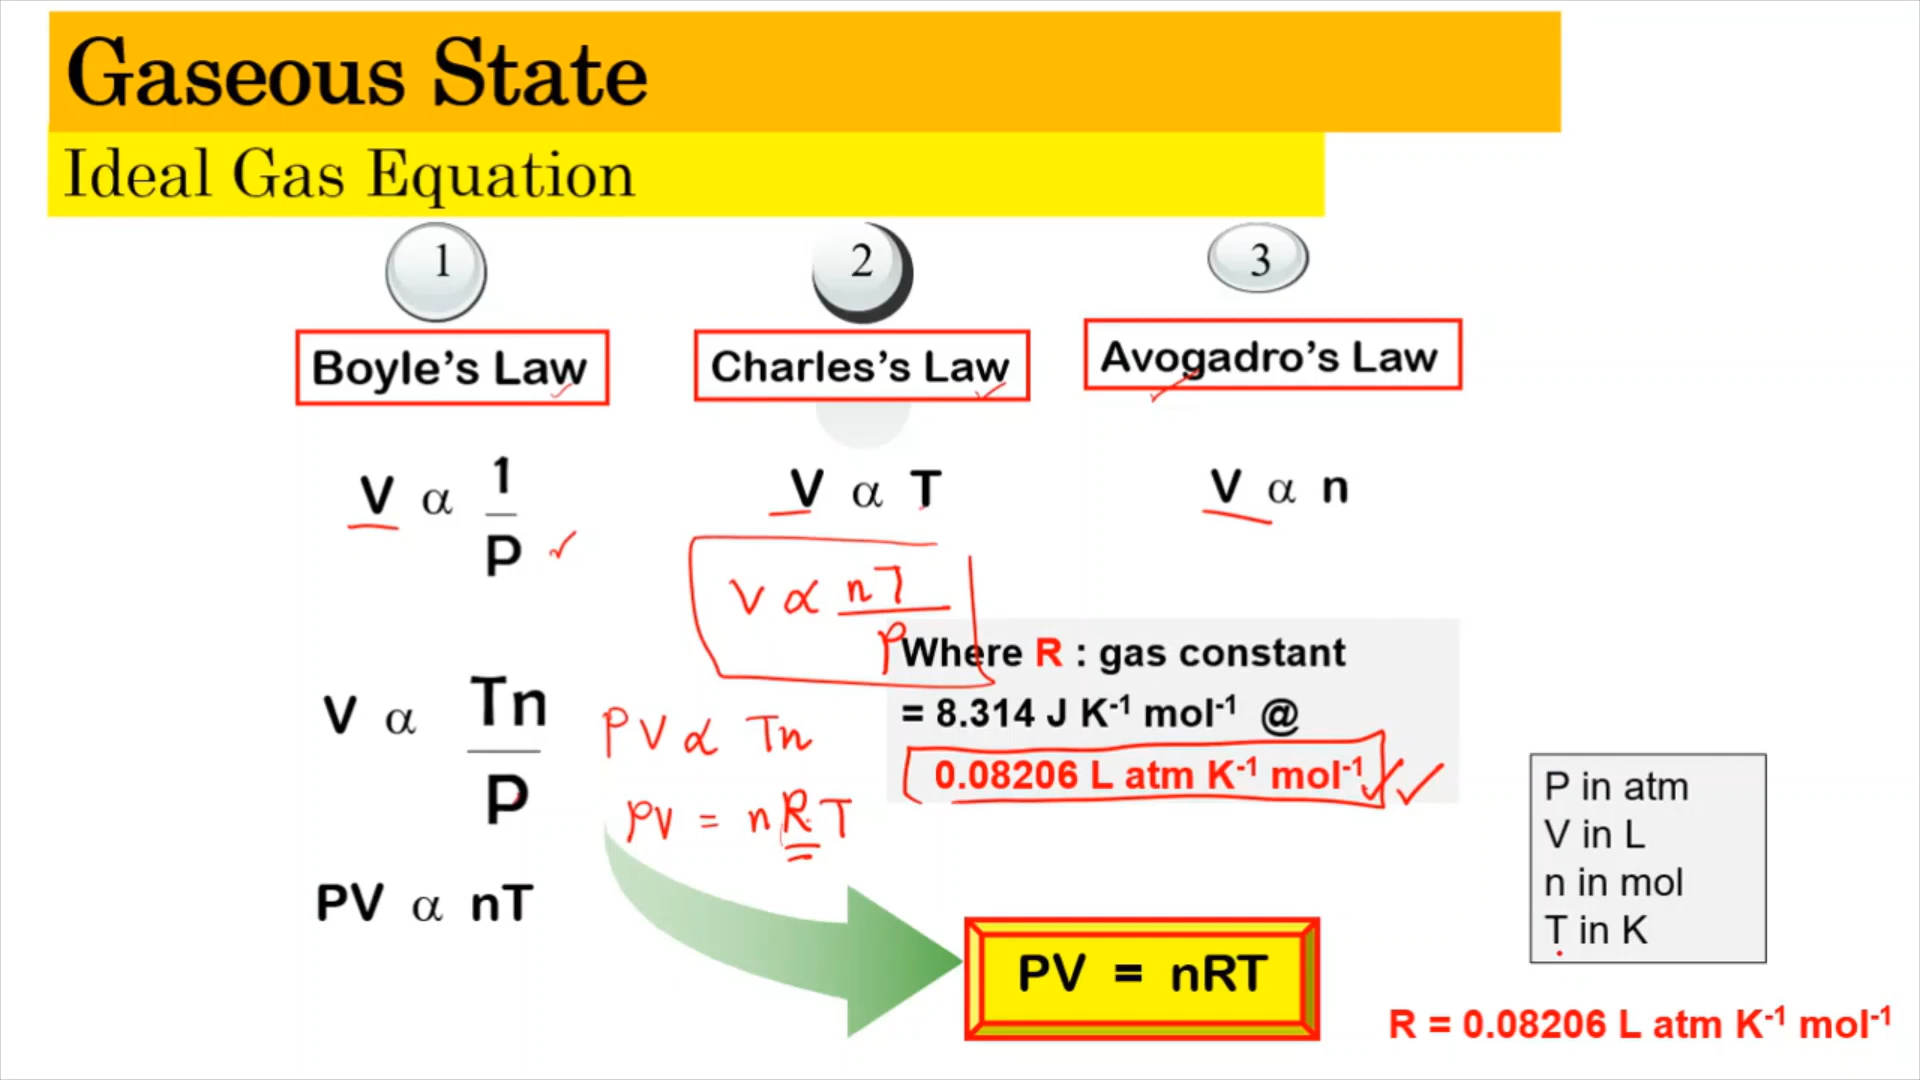 Gaseous State
Ideal Gas Equation
1
2
3
Boyle's Law
Charles's Law
Avogadro's Law
V α 1
P
V α T
V α n
V ∝ nT
P
Where R : gas constant
= 8.314 J K⁻¹ mol⁻¹ @
0.08206 L atm K⁻¹ mol⁻¹
V α Tn
P
PV ∝ Tn
PV = nRT
PV α nT
PV = nRT
P in atm
V in L
n in mol
T in K
R = 0.08206 L atm K⁻¹ mol⁻¹